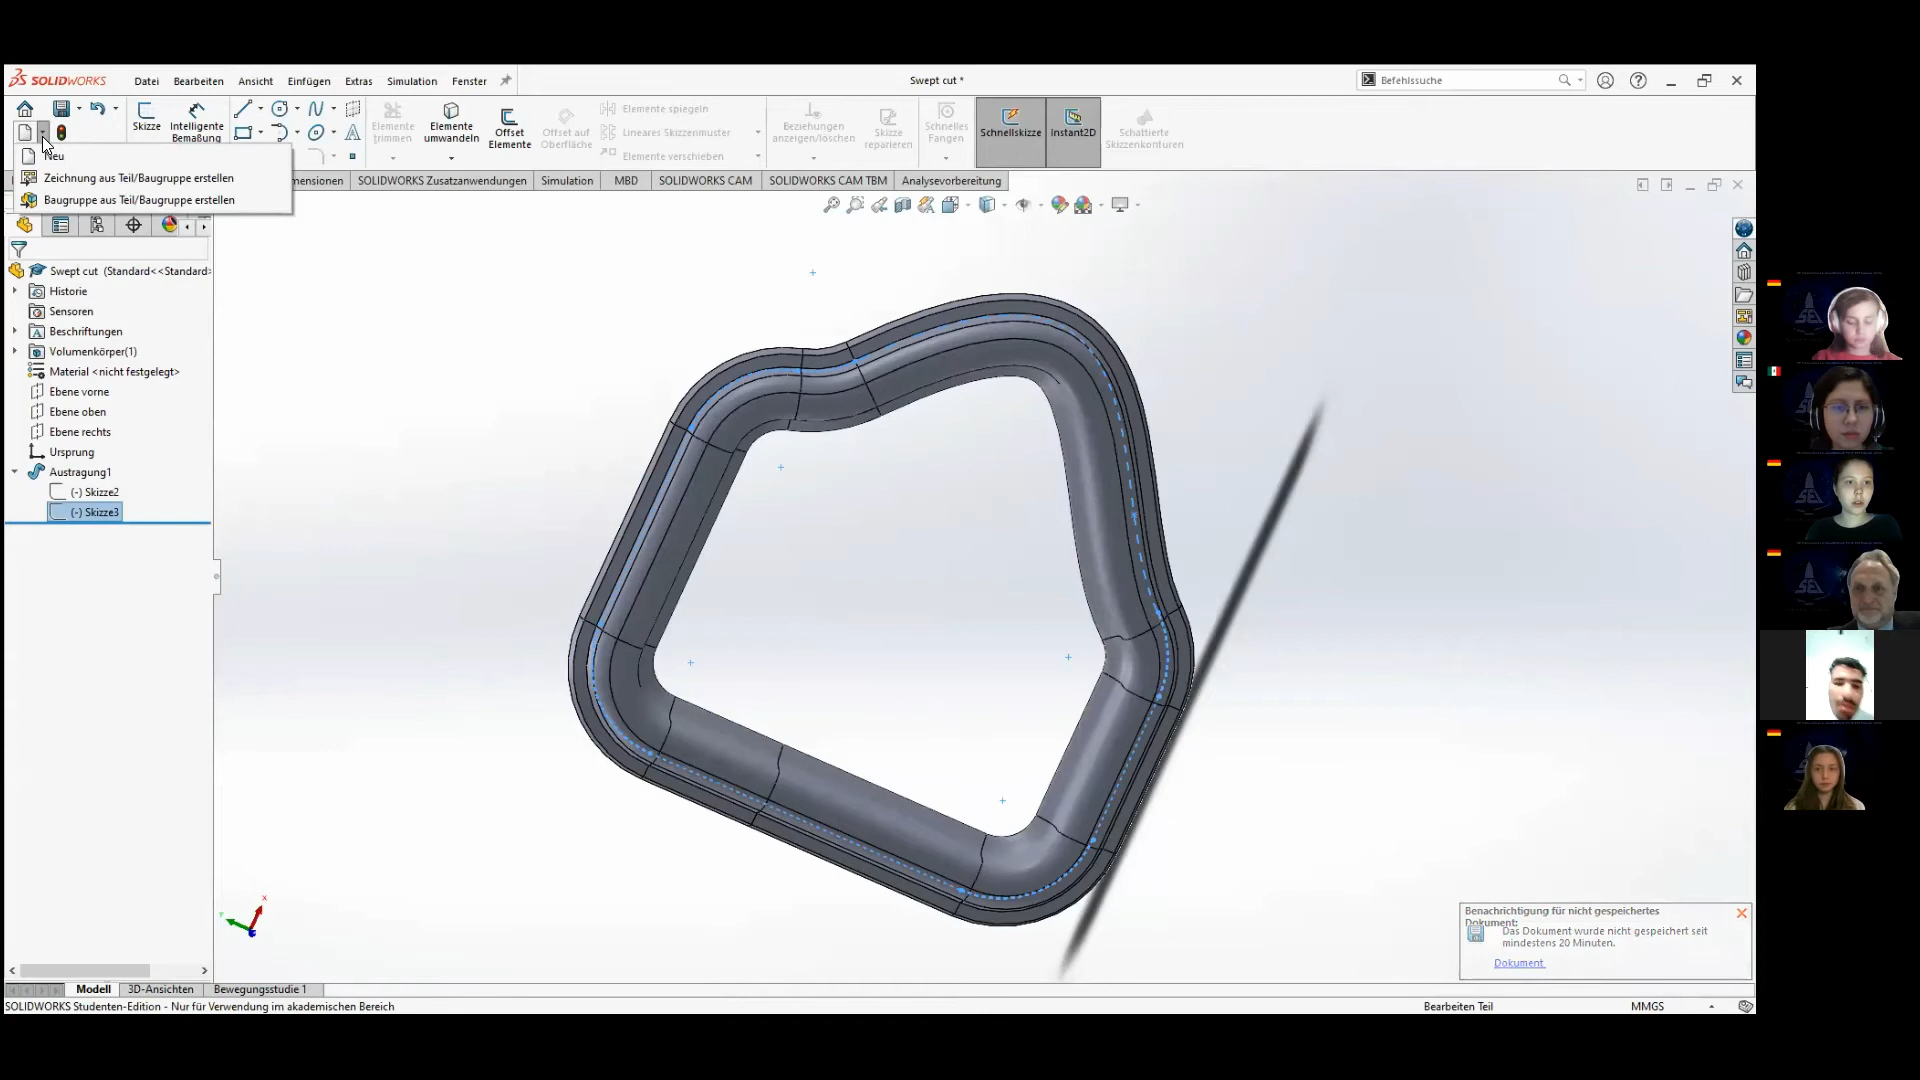 SOLIDWORKS
Datei
Bearbeiten
Ansicht
Einfügen
Extras
Simulation
Fenster
Swept cut *
Befehlssuche
Skizze
Intelligente
Bemaßung
Elemente
trimmen
Elemente
umwandeln
Offset
Elemente
Offset auf
Oberfläche
Elemente spiegeln
Lineares Skizzenmuster
Elemente verschieben
Beziehungen
anzeigen/löschen
Skizze
reparieren
Schnelles
Fangen
Schnellskizze
Instant2D
Schattierte
Skizzenkonturen
Neu
Zeichnung aus Teil/Baugruppe erstellen
Baugruppe aus Teil/Baugruppe erstellen
mensionen
SOLIDWORKS Zusatzanwendungen
Simulation
MBD
SOLIDWORKS CAM
SOLIDWORKS CAM TBM
Analysevorbereitung
Swept cut (Standard<<Standard>
Historie
Sensoren
Beschriftungen
Volumenkörper(1)
Material <nicht festgelegt>
Ebene vorne
Ebene oben
Ebene rechts
Ursprung
Austragung1
(-) Skizze2
(-) Skizze3
X
Y
Benachrichtigung für nicht gespeichertes
Dokument:
Das Dokument wurde nicht gespeichert seit
mindestens 20 Minuten.
Dokument
Modell
3D-Ansichten
Bewegungsstudie 1
SOLIDWORKS Studenten-Edition - Nur für Verwendung im akademischen Bereich
Bearbeiten Teil
MMGS